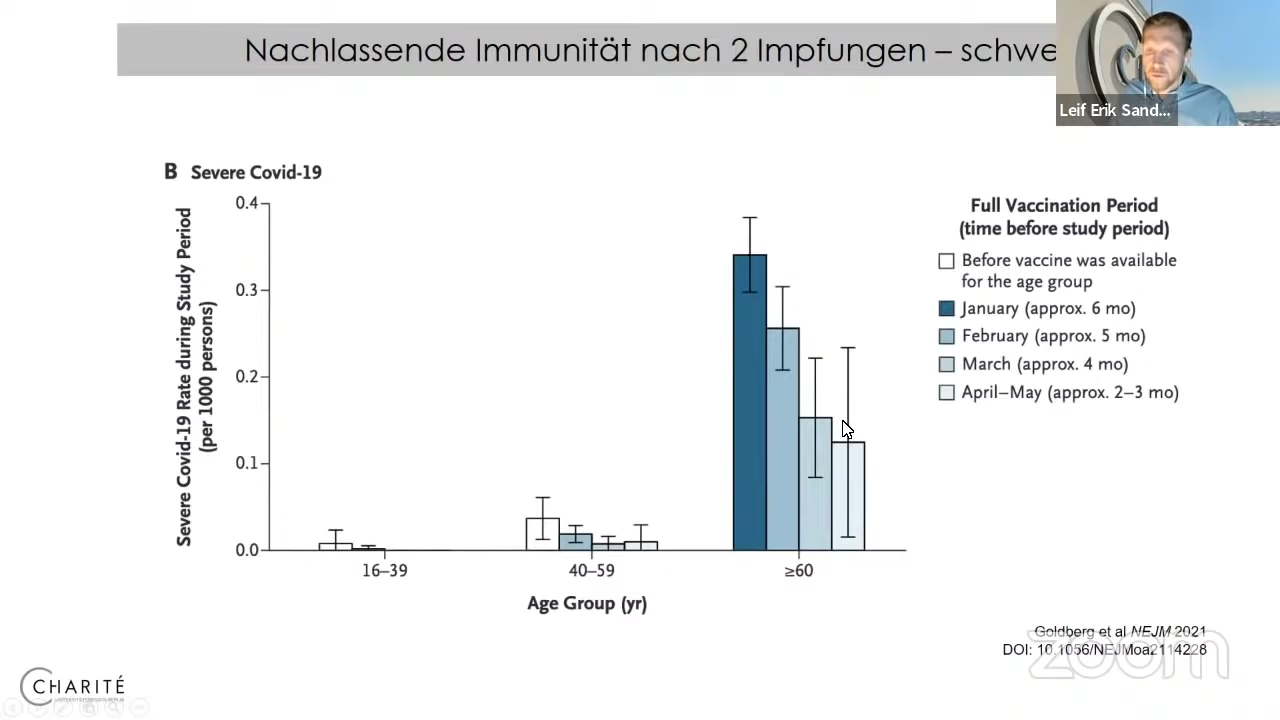 Nachlassende Immunität nach 2 Impfungen – schwe
Leif Erik Sand...
B Severe Covid-19
Severe Covid-19 Rate during Study Period
(per 1000 persons)
0.4
0.3
0.2
0.1
0.0
16–39
40–59
≥60
Age Group (yr)
Full Vaccination Period
(time before study period)
Before vaccine was available
for the age group
January (approx. 6 mo)
February (approx. 5 mo)
March (approx. 4 mo)
April–May (approx. 2–3 mo)
Goldberg et al NEJM 2021
DOI: 10.1056/NEJMoa2114228
zoom
CHARITÉ